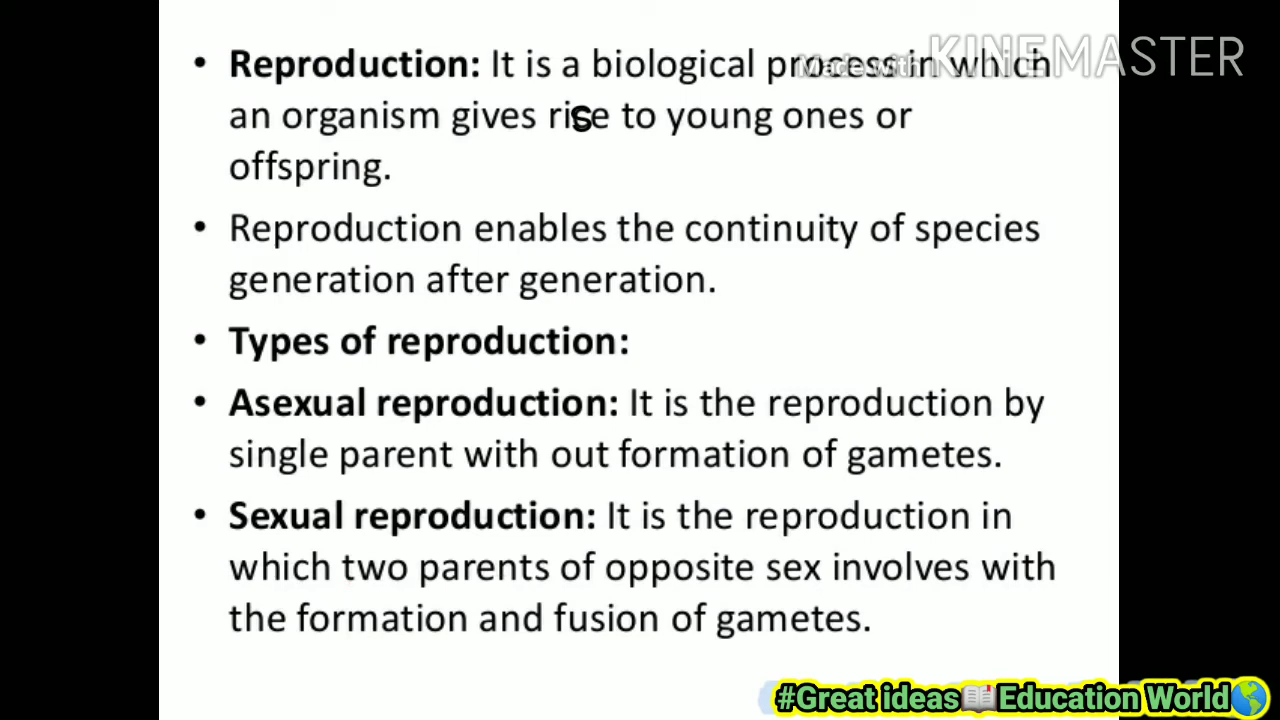 • Reproduction: It is a biological process in which
Made with KINEMASTER
an organism gives rise to young ones or
offspring.
• Reproduction enables the continuity of species
generation after generation.
• Types of reproduction:
• Asexual reproduction: It is the reproduction by
single parent with out formation of gametes.
• Sexual reproduction: It is the reproduction in
which two parents of opposite sex involves with
the formation and fusion of gametes.
#Great ideas📖Education World🌎